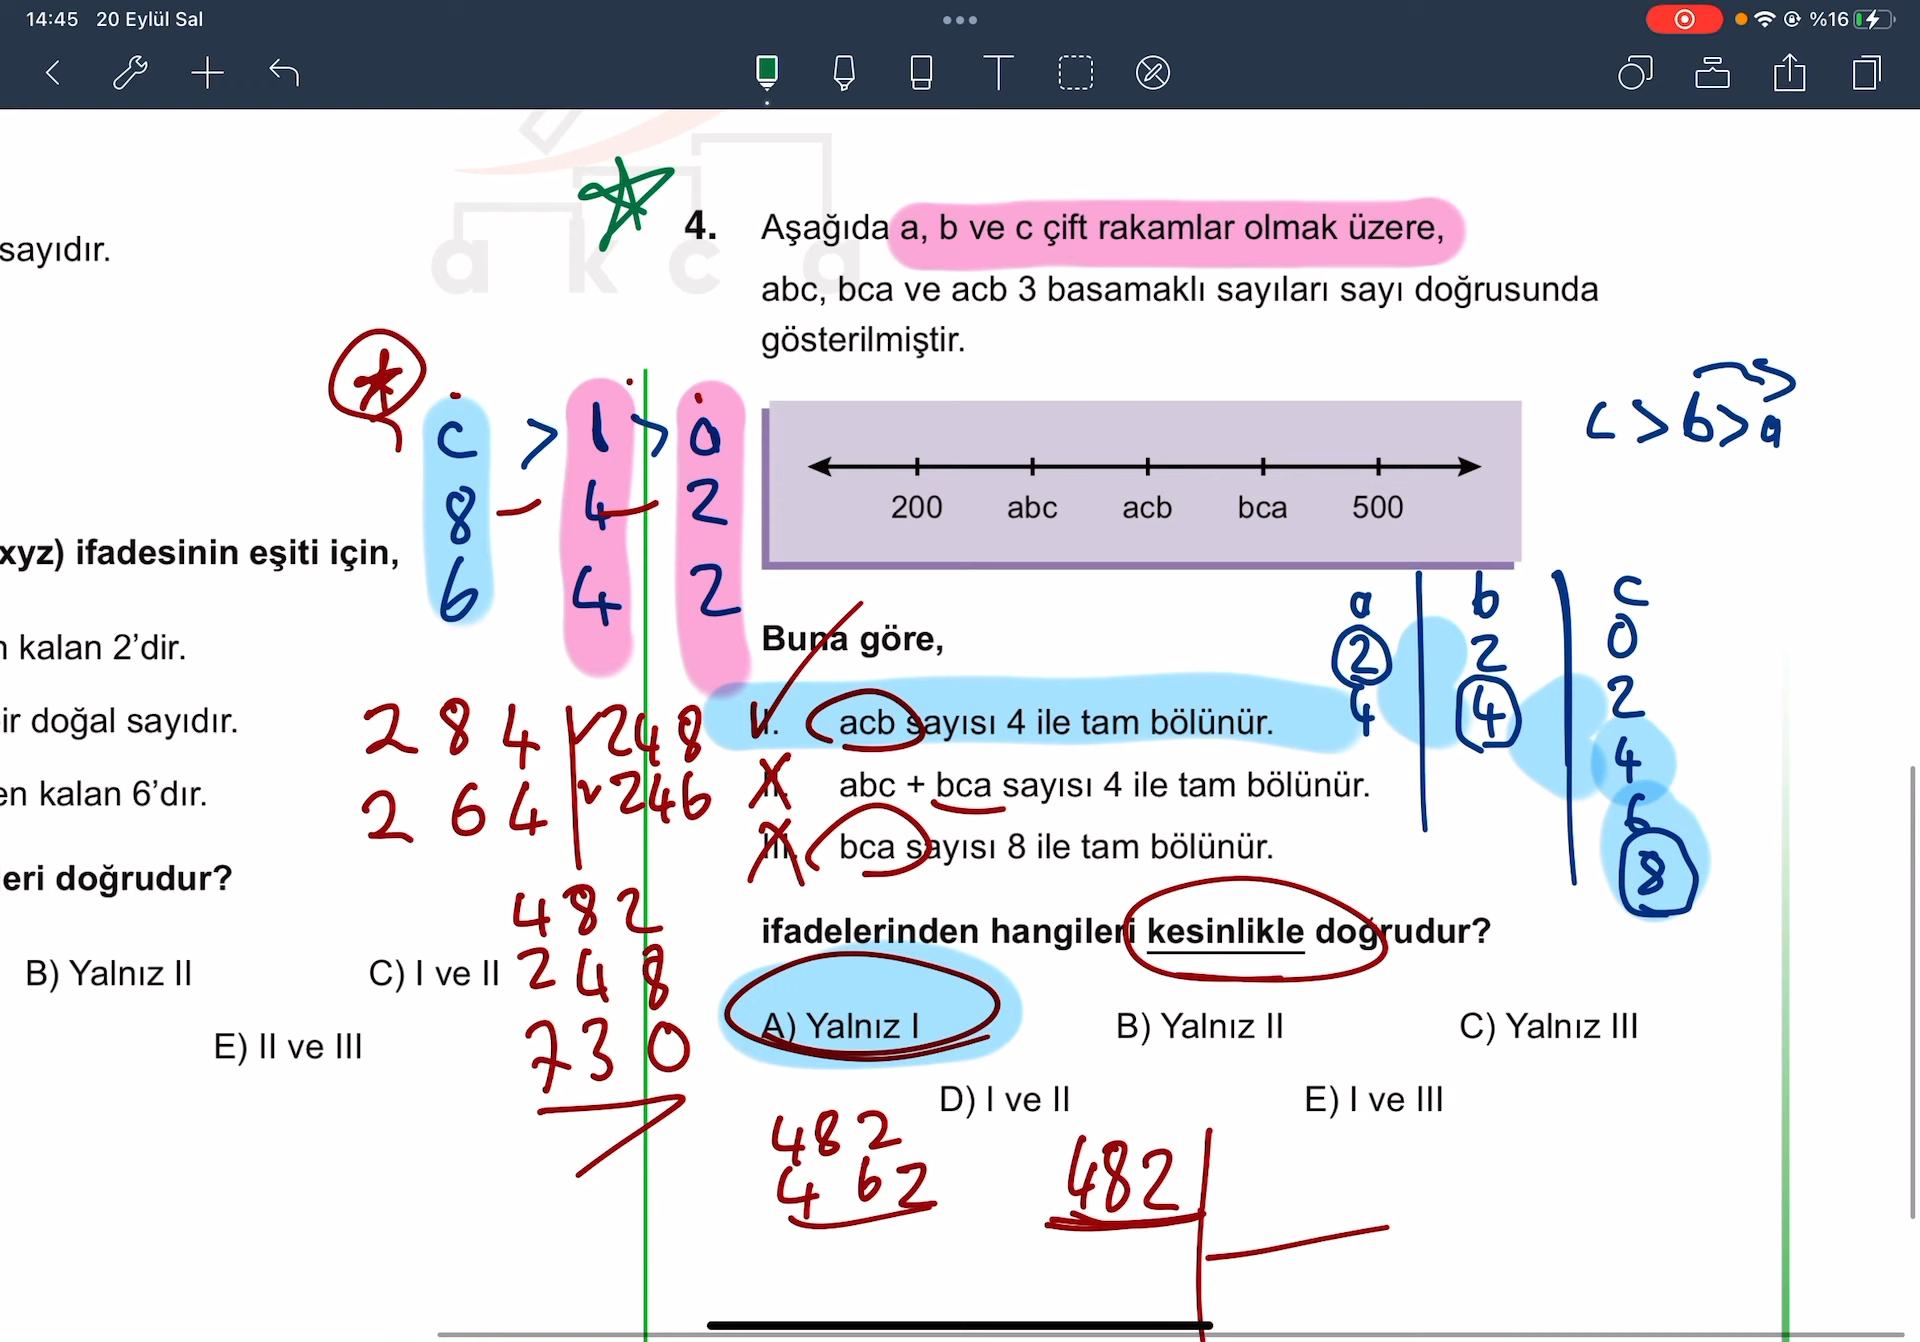 14:45 20 Eylül Sal
%16
akca
sayıdır.
xyz) ifadesinin eşiti için,
n kalan 2'dir.
ir doğal sayıdır.
en kalan 6'dır.
eri doğrudur?
B) Yalnız II C) I ve II
E) II ve III
4. Aşağıda a, b ve c çift rakamlar olmak üzere,
abc, bca ve acb 3 basamaklı sayıları sayı doğrusunda
gösterilmiştir.
200 abc acb bca 500
c > b > a
c > b > a
8 4 2
6 4 2
a b c
2 2 0
4 4 2
4
6
8
Buna göre,
I. acb sayısı 4 ile tam bölünür.
II. abc + bca sayısı 4 ile tam bölünür.
III. bca sayısı 8 ile tam bölünür.
ifadelerinden hangileri kesinlikle doğrudur?
A) Yalnız I B) Yalnız II C) Yalnız III
D) I ve II E) I ve III
284 248
264 246
482
248
730
482
462
482